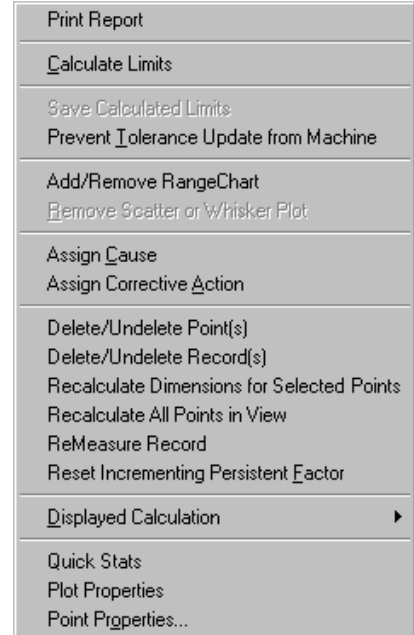 Print Report
Calculate Limits
Save Calculated Limits
Prevent Tolerance Update from Machine
Add/Remove RangeChart
Remove Scatter or Whisker Plot
Assign Cause
Assign Corrective Action
Delete/Undelete Point(s)
Delete/Undelete Record(s)
Recalculate Dimensions for Selected Points
Recalculate All Points in View
ReMeasure Record
Reset Incrementing Persistent Factor
Displayed Calculation
Quick Stats
Plot Properties
Point Properties...